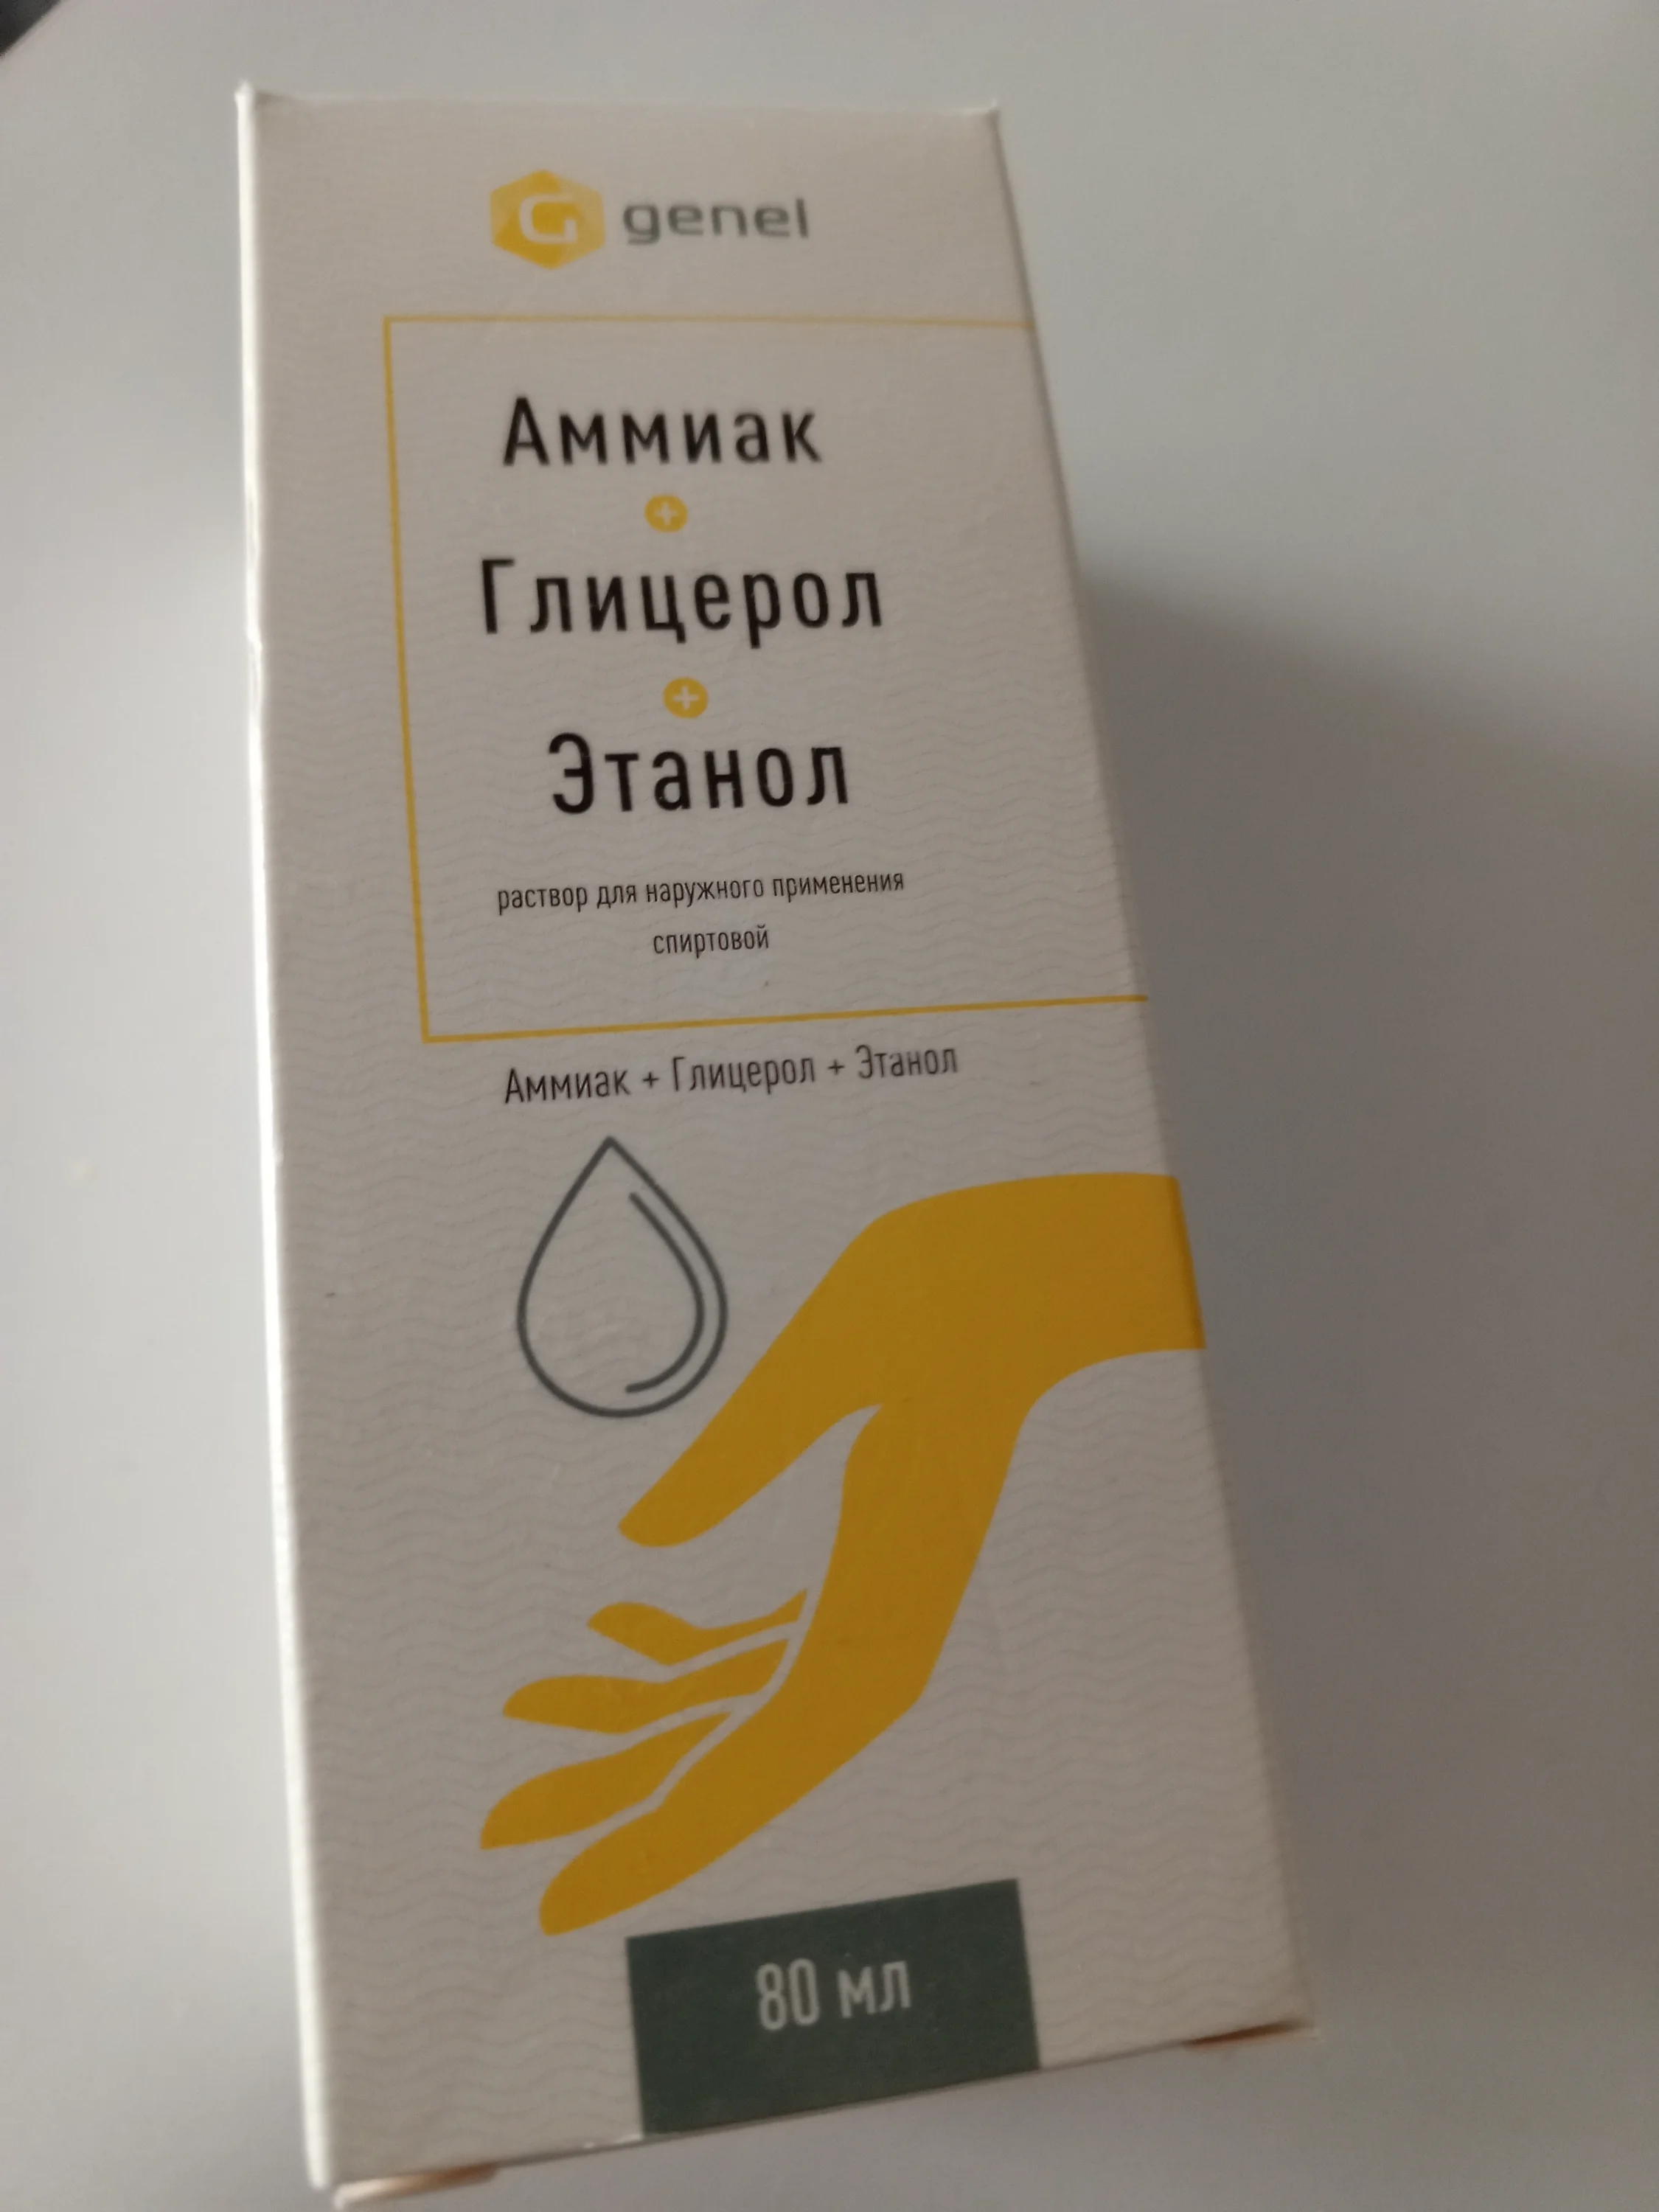 genel
Аммиак
+
Глицерол
+
Этанол
раствор для наружного применения
спиртовой
Аммиак + Глицерол + Этанол
80 мл